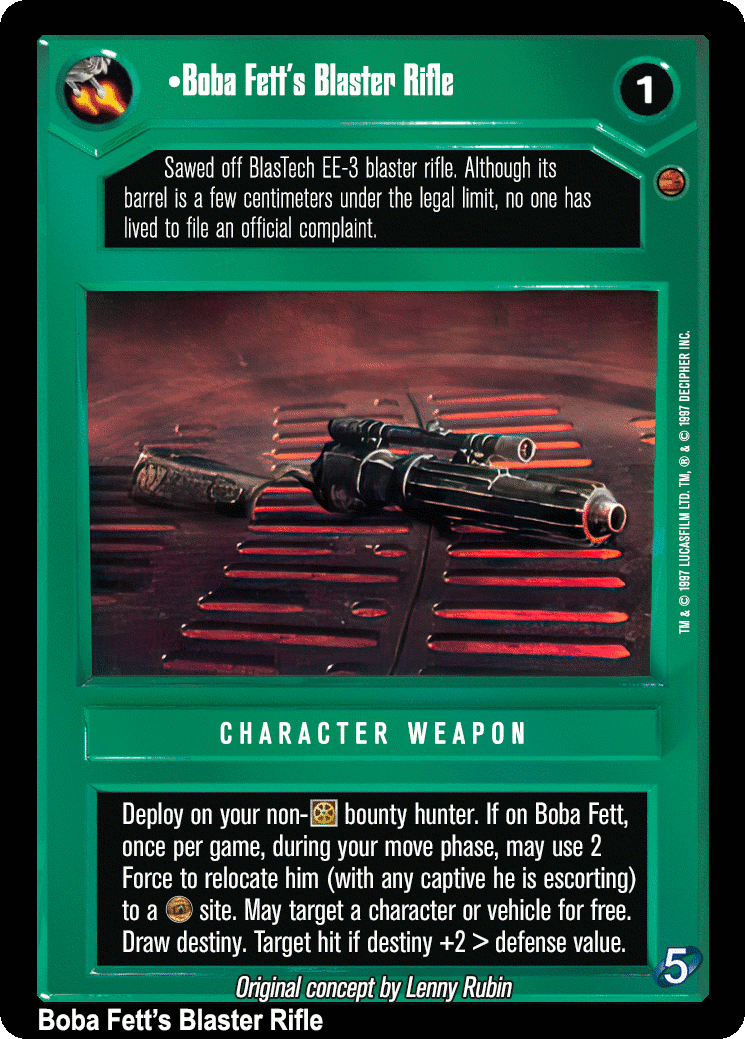 •Boba Fett's Blaster Rifle
1
Sawed off BlasTech EE-3 blaster rifle. Although its
barrel is a few centimeters under the legal limit, no one has
lived to file an official complaint.
TM & © 1997 LUCASFILM LTD. TM, ® & © 1997 DECIPHER INC.
CHARACTER WEAPON
Deploy on your non- bounty hunter. If on Boba Fett,
once per game, during your move phase, may use 2
Force to relocate him (with any captive he is escorting)
to a site. May target a character or vehicle for free.
Draw destiny. Target hit if destiny +2 > defense value.
5
Original concept by Lenny Rubin
Boba Fett's Blaster Rifle